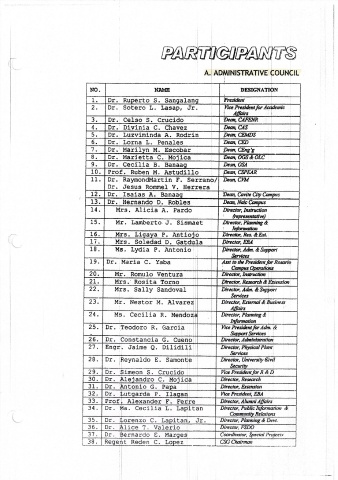 PARTICIPANTS
A. ADMINISTRATIVE COUNCIL
NO. NAME DESIGNATION
1. Dr. Ruperto S. Sangalang President
2. Dr. Sotero L. Lasap, Jr. Vice President for Academic
Affairs
3. Dr. Celso S. Crucido Dean, CAFENR
4. Dr. Divinia C. Chavez Dean, CAS
5. Dr. Luzviminda A. Rodrin Dean, CEMDS
6. Dr. Lorna L. Penales Dean, CED
7. Dr. Marilyn M. Escobar Dean, CEng'g
8. Dr. Marietta C. Mojica Dean, OGS & OLC
9. Dr. Cecilia B. Banaag Dean, OSA
10. Prof. Ruben M. Astudillo Dean, CSPEAR
11. Dr. RaymondMartin F. Serrano/ Dean, CVM
Dr. Jesus Rommel V. Herrera
12. Dr. Isaias A. Banaag Dean, Cavite City Campus
13. Dr. Hernando D. Robles Dean, Naic Campus
14. Mrs. Alicia A. Pardo Director, Instruction
(representative)
15. Mr. Lamberto J. Sismaet Director, Planning &
Information
16. Mrs. Ligaya P. Antiojo Director, Res. & Ext.
17. Mrs. Soledad D. Gatdula Director, EBA
18. Ms. Lydia P. Antonio Director, Adm. & Support
Services
19. Dr. Maria C. Yaba Asst to the President for Rosario
Campus Operations
20. Mr. Romulo Ventura Director, Instruction
21. Mrs. Rosita Torno Director, Research & Extension
22. Mrs. Sally Sandoval Director, Adm. & Support
Services
23. Mr. Nestor M. Alvarez Director, External & Business
Affairs
24. Ms. Cecilia R. Mendoza Director, Planning &
Information
25. Dr. Teodoro R. Garcia Vice President for Adm. &
Support Services
26. Dr. Constancia G. Cueno Director, Administration
27. Engr. Jaime Q. Dilidili Director, Physical Plant
Services
28. Dr. Reynaldo E. Samonte Director, University Civil
Security
29. Dr. Simeon S. Crucido Vice President for R & D
30. Dr. Alejandro C. Mojica Director, Research
31. Dr. Antonio G. Papa Director, Extension
32. Dr. Lutgarda P. Ilagan Vice President, EBA
33. Prof. Alexander F. Ferre Director, Alumni Affairs
34. Dr. Ma. Cecilia L. Lapitan Director, Public Information &
Community Relations
35. Dr. Lorenzo C. Lapitan, Jr. Director, Planning & Deve.
36. Dr. Alice T. Valerio Director,
37. Dr. Bernardo E. Marges Coordinator, Special Projects
38. Regent Reden C. Lopez CSG Chairman